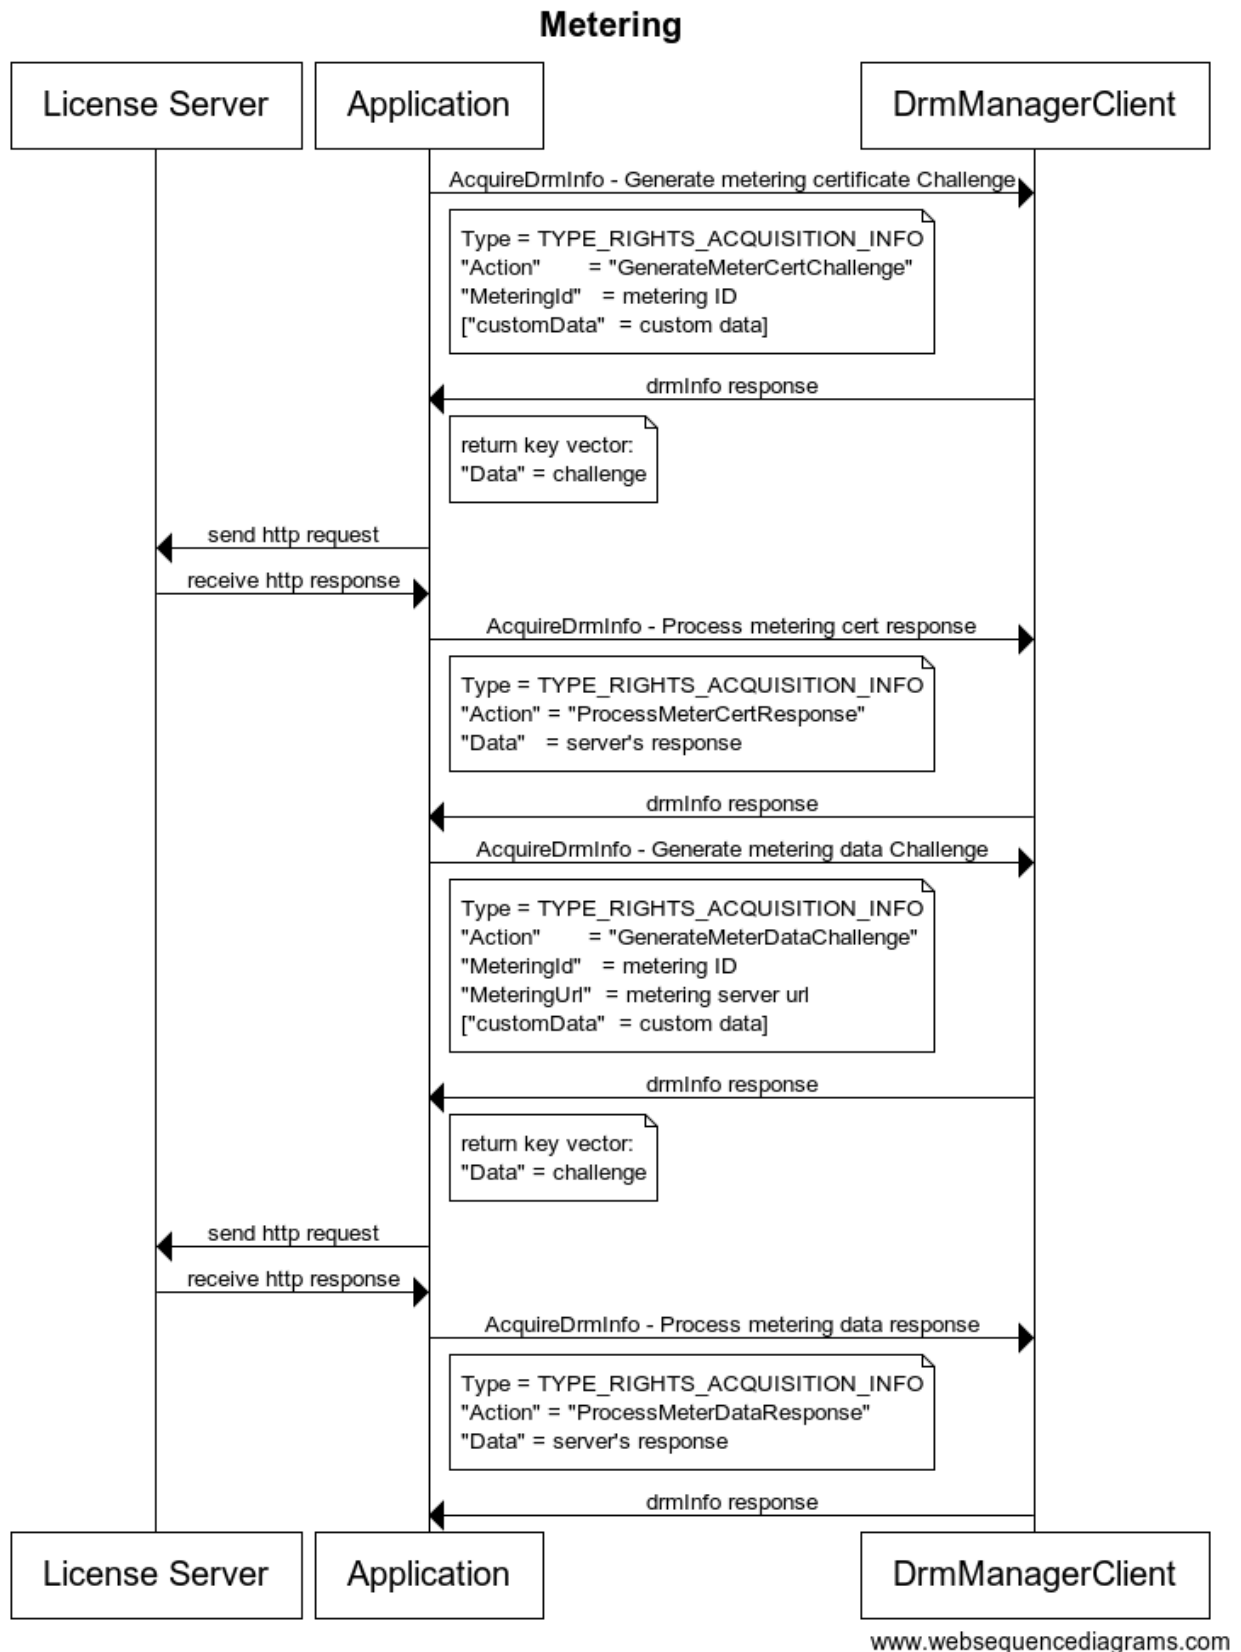 Metering
License Server
Application
DrmManagerClient
AcquireDrmInfo - Generate metering certificate Challenge
Type = TYPE_RIGHTS_ACQUISITION_INFO
"Action" = "GenerateMeterCertChallenge"
"MeteringId" = metering ID
["customData" = custom data]
drmInfo response
return key vector:
"Data" = challenge
send http request
receive http response
AcquireDrmInfo - Process metering cert response
Type = TYPE_RIGHTS_ACQUISITION_INFO
"Action" = "ProcessMeterCertResponse"
"Data" = server's response
drmInfo response
AcquireDrmInfo - Generate metering data Challenge
Type = TYPE_RIGHTS_ACQUISITION_INFO
"Action" = "GenerateMeterDataChallenge"
"MeteringId" = metering ID
"MeteringUrl" = metering server url
["customData" = custom data]
drmInfo response
return key vector:
"Data" = challenge
send http request
receive http response
AcquireDrmInfo - Process metering data response
Type = TYPE_RIGHTS_ACQUISITION_INFO
"Action" = "ProcessMeterDataResponse"
"Data" = server's response
drmInfo response
License Server
Application
DrmManagerClient
www.websequencediagrams.com